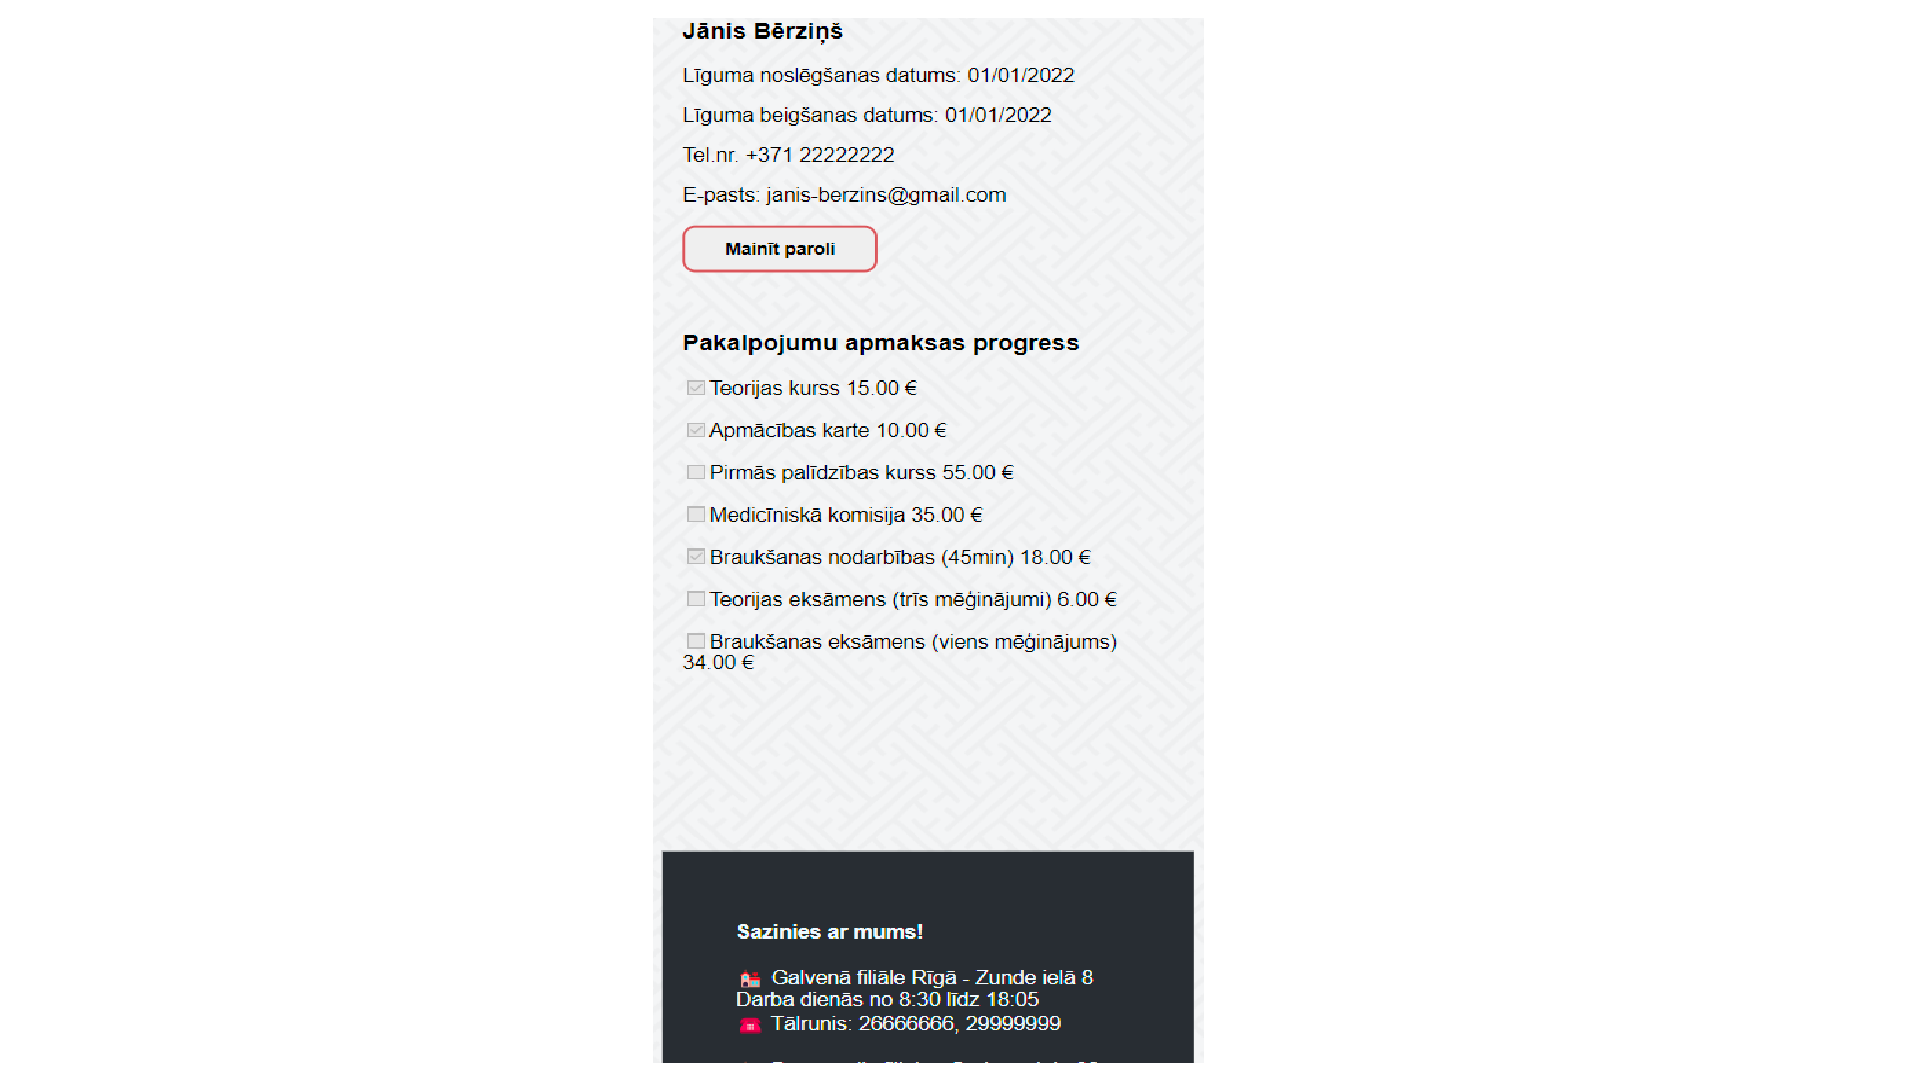 Jānis Bērziņš
Līguma noslēgšanas datums: 01/01/2022
Līguma beigšanas datums: 01/01/2022
Tel.nr. +371 22222222
E-pasts: janis-berzins@gmail.com
Mainīt paroli
Pakalpojumu apmaksas progress
Teorijas kurss 15.00 €
Apmācības karte 10.00 €
Pirmās palīdzības kurss 55.00 €
Medicīniskā komisija 35.00 €
Braukšanas nodarbības (45min) 18.00 €
Teorijas eksāmens (trīs mēģinājumi) 6.00 €
Braukšanas eksāmens (viens mēģinājums)
34.00 €
Sazinies ar mums!
Galvenā filiāle Rīgā - Zunde ielā 8
Darba dienās no 8:30 līdz 18:05
Tālrunis: 26666666, 29999999